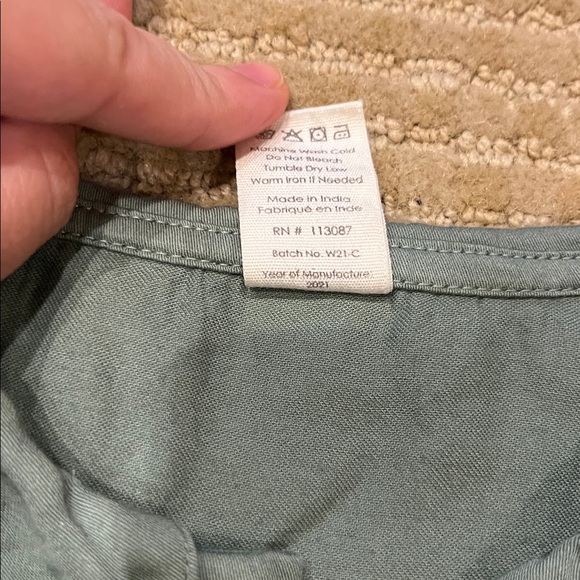 Machine Wash Cold
Do Not Bleach
Tumble Dry Low
Warm Iron If Needed
Made in India
Fabriqué en Inde
RN # 113087
Batch No. W21-C
Year of Manufacture:
2021